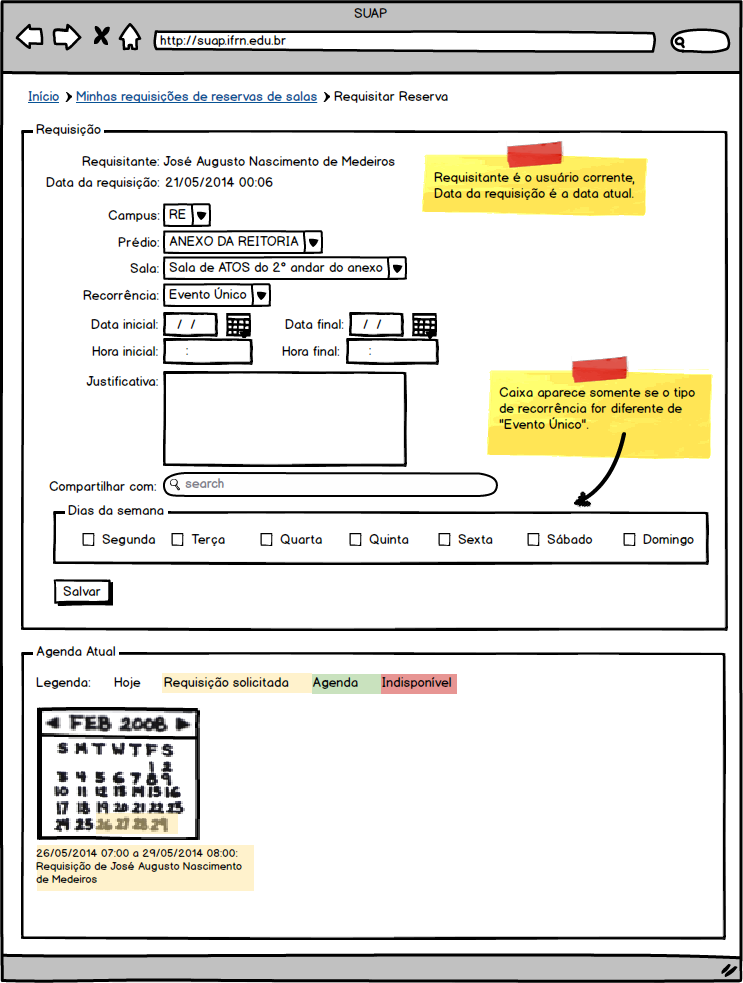 SUAP
http://suap.ifrn.edu.br
Início Minhas requisições de reservas de salas Requisitar Reserva
Requisição
Requisitante: José Augusto Nascimento de Medeiros
Data da requisição: 21/05/2014 00:06
Requisitante é o usuário corrente,
Data da requisição é a data atual.
Campus: RE
Prédio: ANEXO DA REITORIA
Sala: Sala de ATOS do 2° andar do anexo
Recorrência: Evento Único
Data inicial: / / Data final: / /
Hora inicial: : Hora final: :
Justificativa:
Caixa aparece somente se o tipo
de recorrência for diferente de
"Evento Único".
Compartilhar com: search
Dias da semana
Segunda Terça Quarta Quinta Sexta Sábado Domingo
Salvar
Agenda Atual
Legenda: Hoje Requisição solicitada Agenda Indisponível
FEB 2008
S M T W T F S
1 2
3 4 5 6 7 8 9
10 11 12 13 14 15 16
17 18 19 20 21 22 23
24 25 26 27 28 29
26/05/2014 07:00 a 29/05/2014 08:00:
Requisição de José Augusto Nascimento
de Medeiros